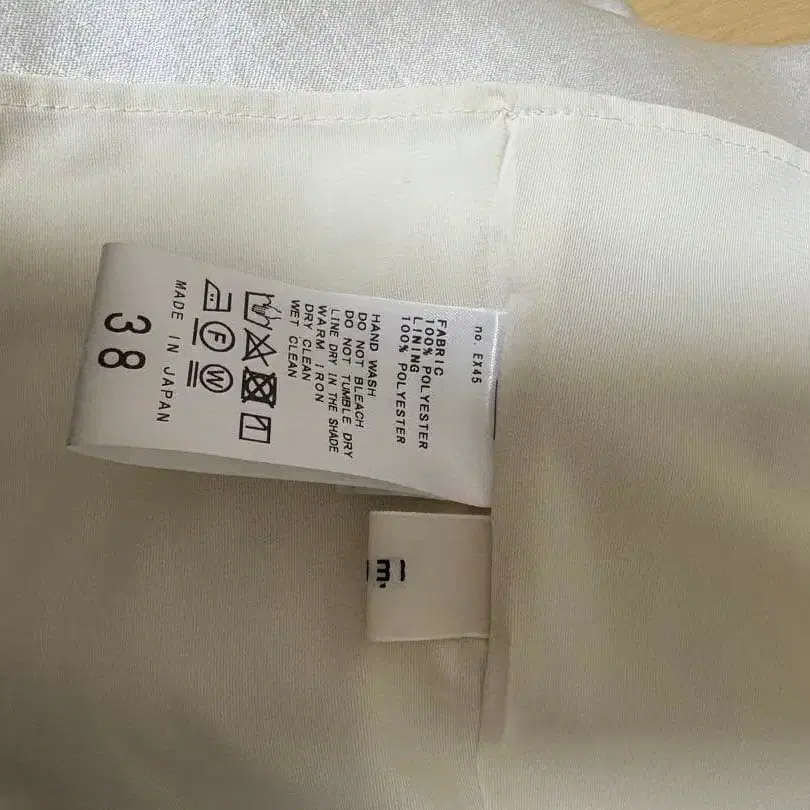 no. EX45
FABRIC
100% POLYESTER
LINING
100% POLYESTER
HAND WASH
DO NOT BLEACH
DO NOT TUMBLE DRY
LINE DRY IN THE SHADE
WARM IRON
DRY CLEAN
WET CLEAN
F W
MADE IN JAPAN
38
m.